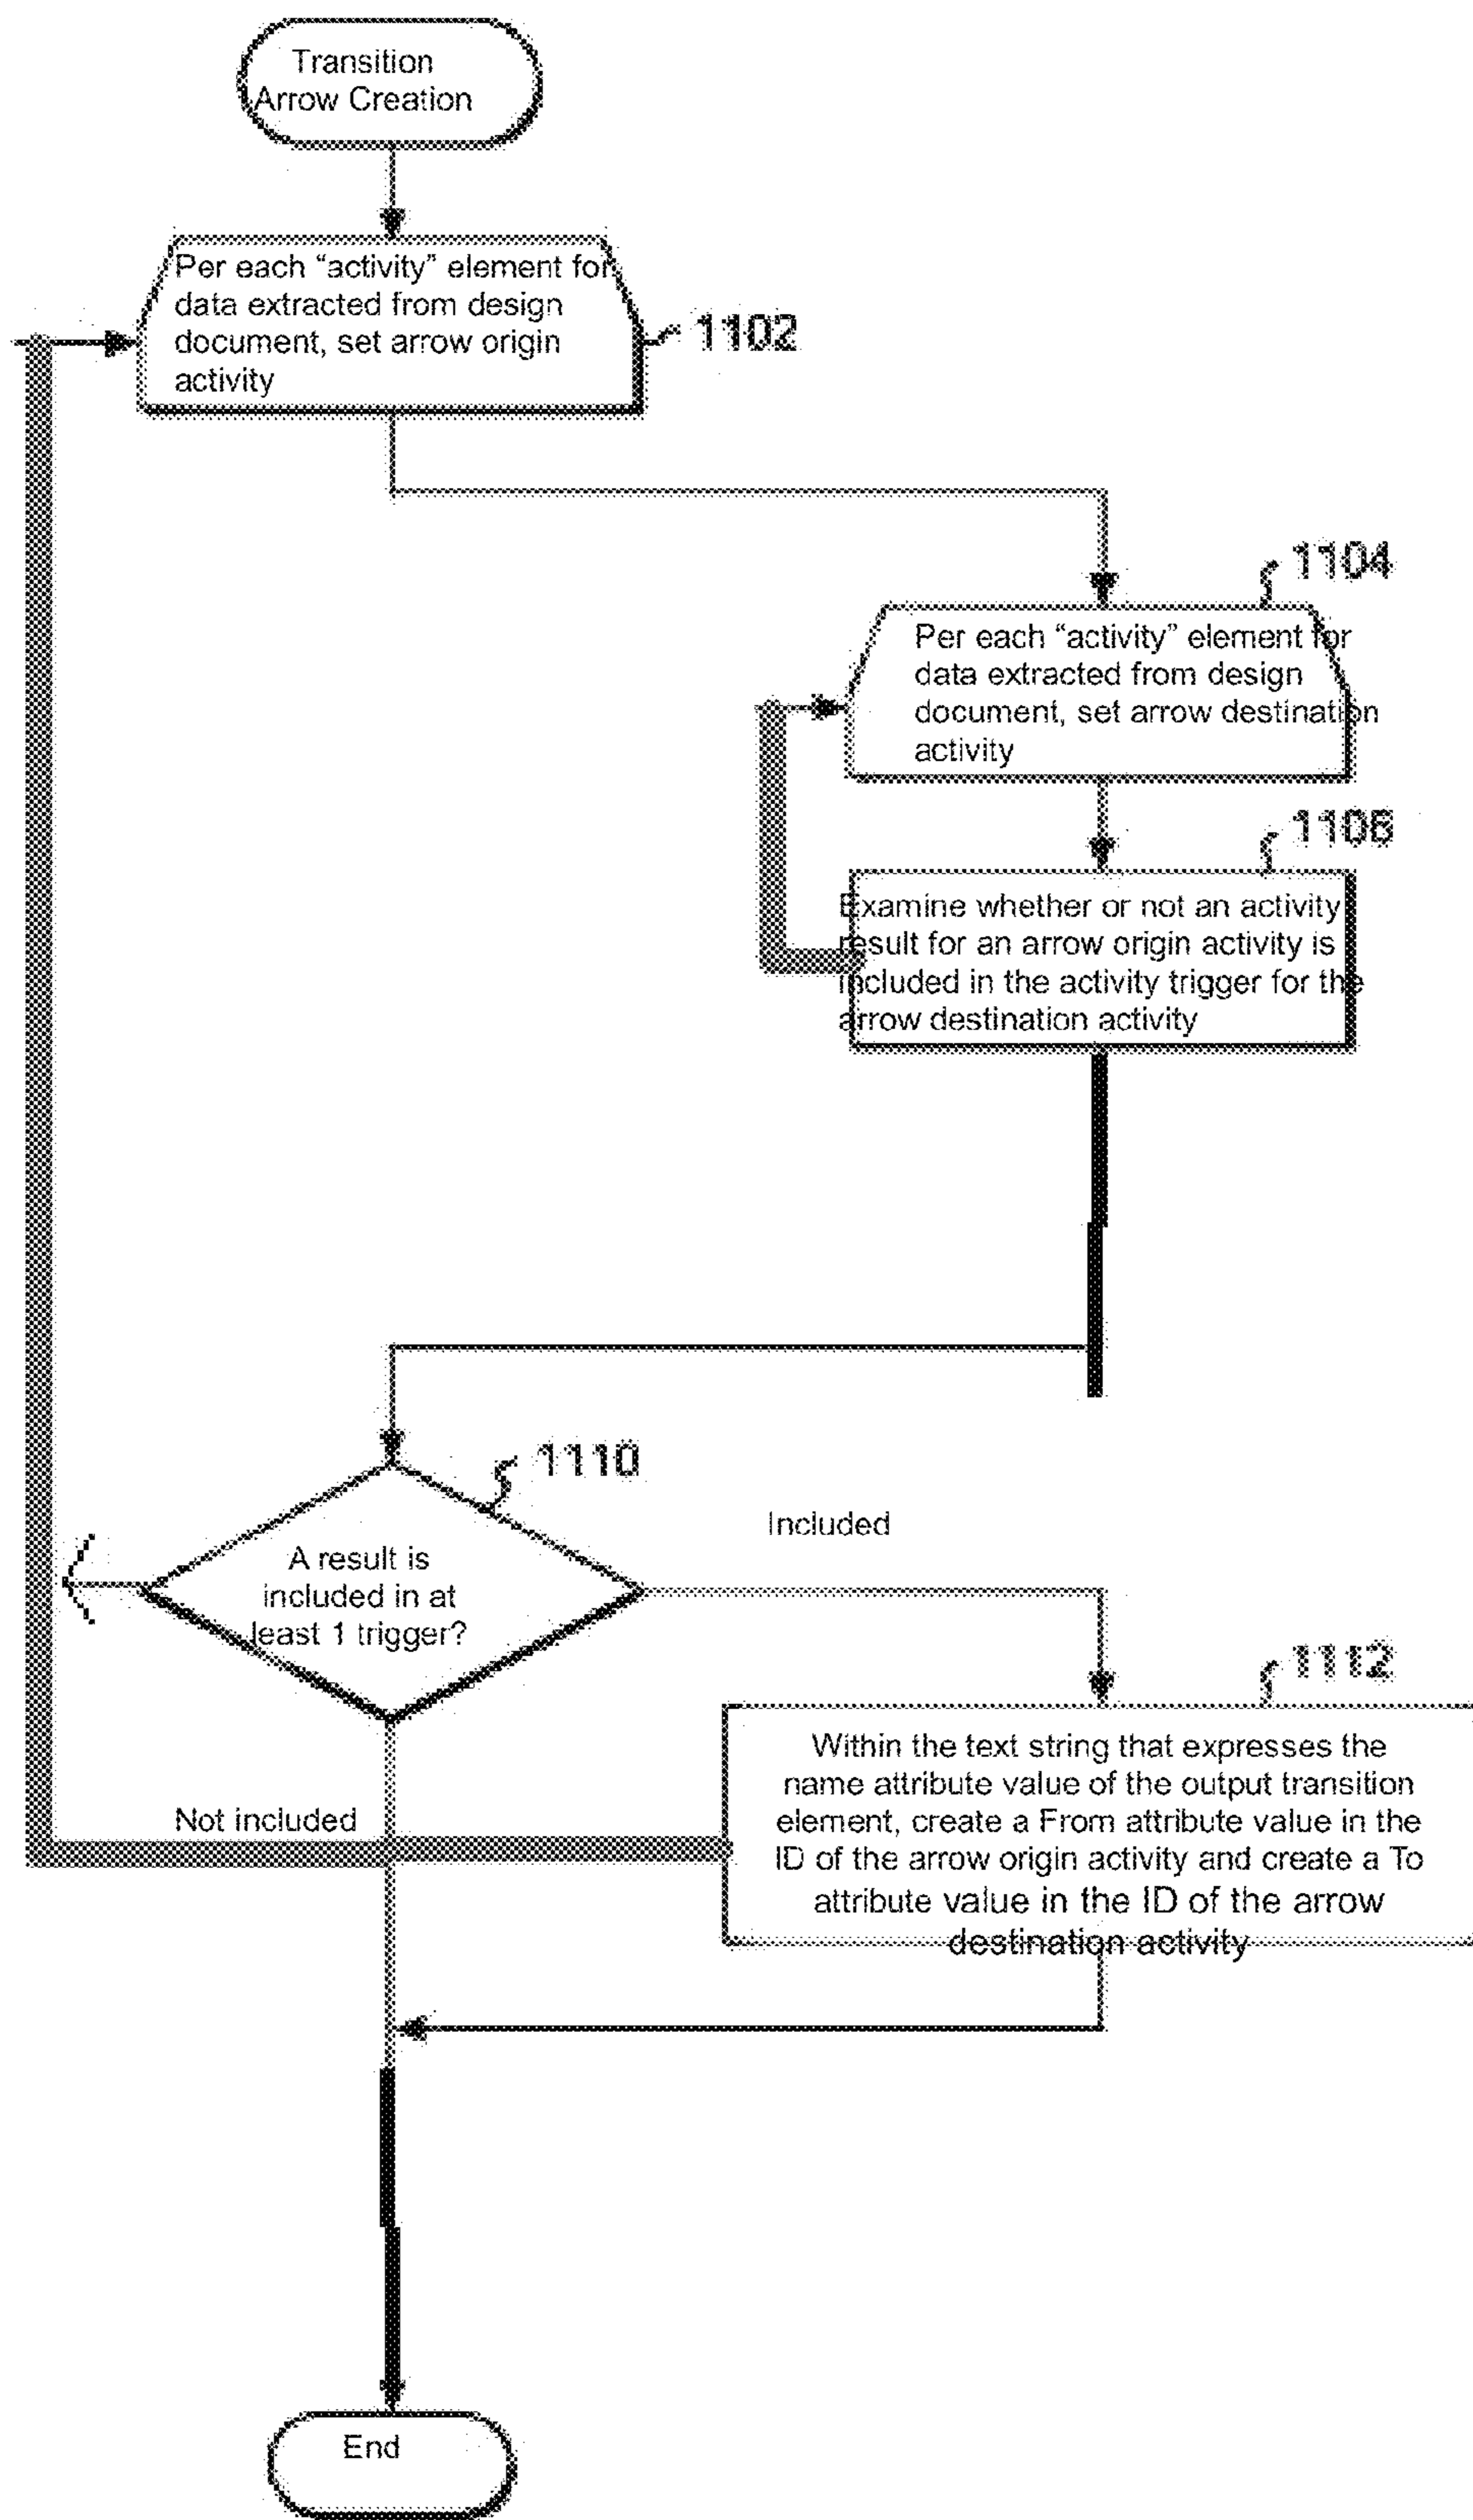 Transition
Arrow Creation
Per each “activity” element for
data extracted from design
document, set arrow origin
activity
1102
1104
Per each “activity” element for
data extracted from design
document, set arrow destination
activity
1106
Examine whether or not an activity
result for an arrow origin activity is
included in the activity trigger for the
arrow destination activity
1110
Included
A result is
included in at
least 1 trigger?
1112
Within the text string that expresses the
name attribute value of the output transition
element, create a From attribute value in the
ID of the arrow origin activity and create a To
attribute value in the ID of the arrow
destination activity
Not included
End